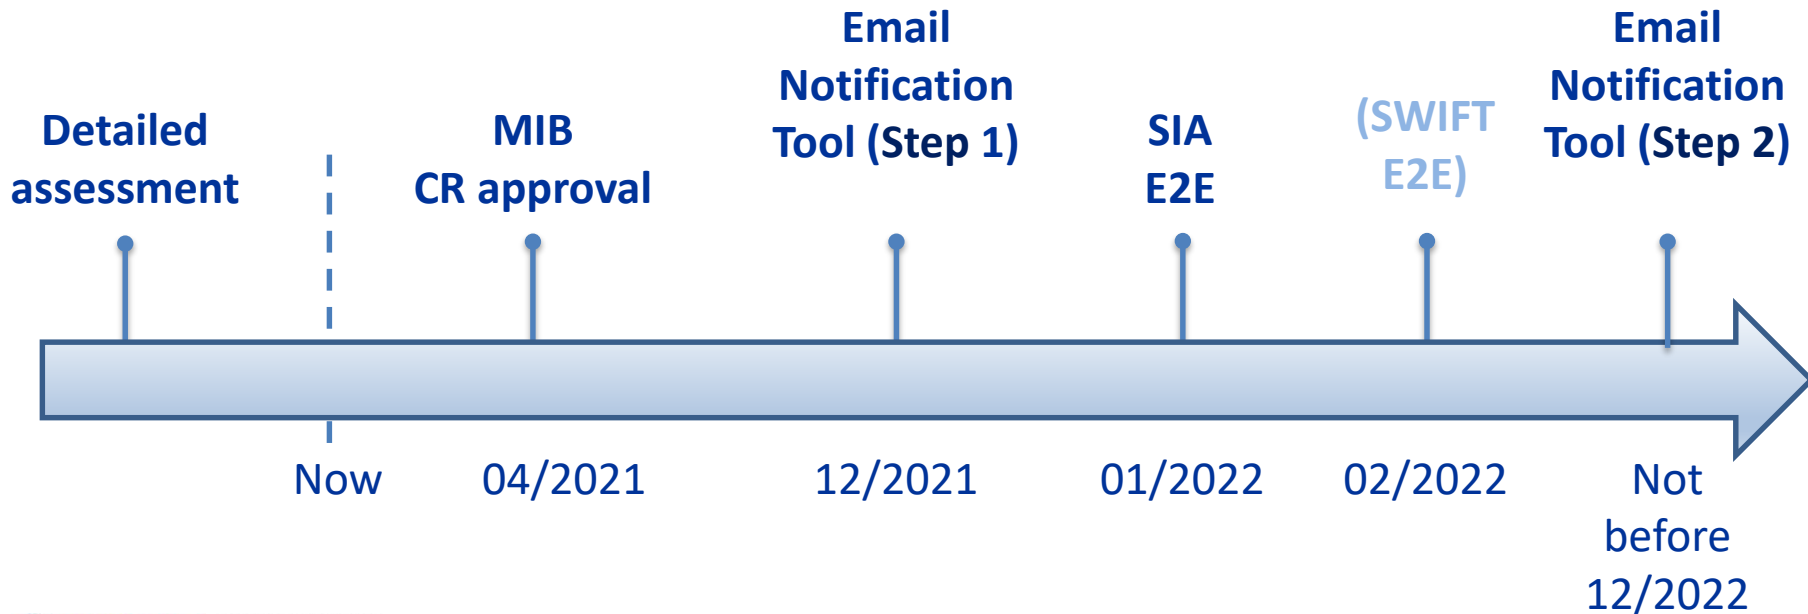 Detailed
assessment
MIB
CR approval
Email
Notification
Tool (Step 1)
SIA
E2E
(SWIFT
E2E)
Email
Notification
Tool (Step 2)
Now
04/2021
12/2021
01/2022
02/2022
Not
before
12/2022